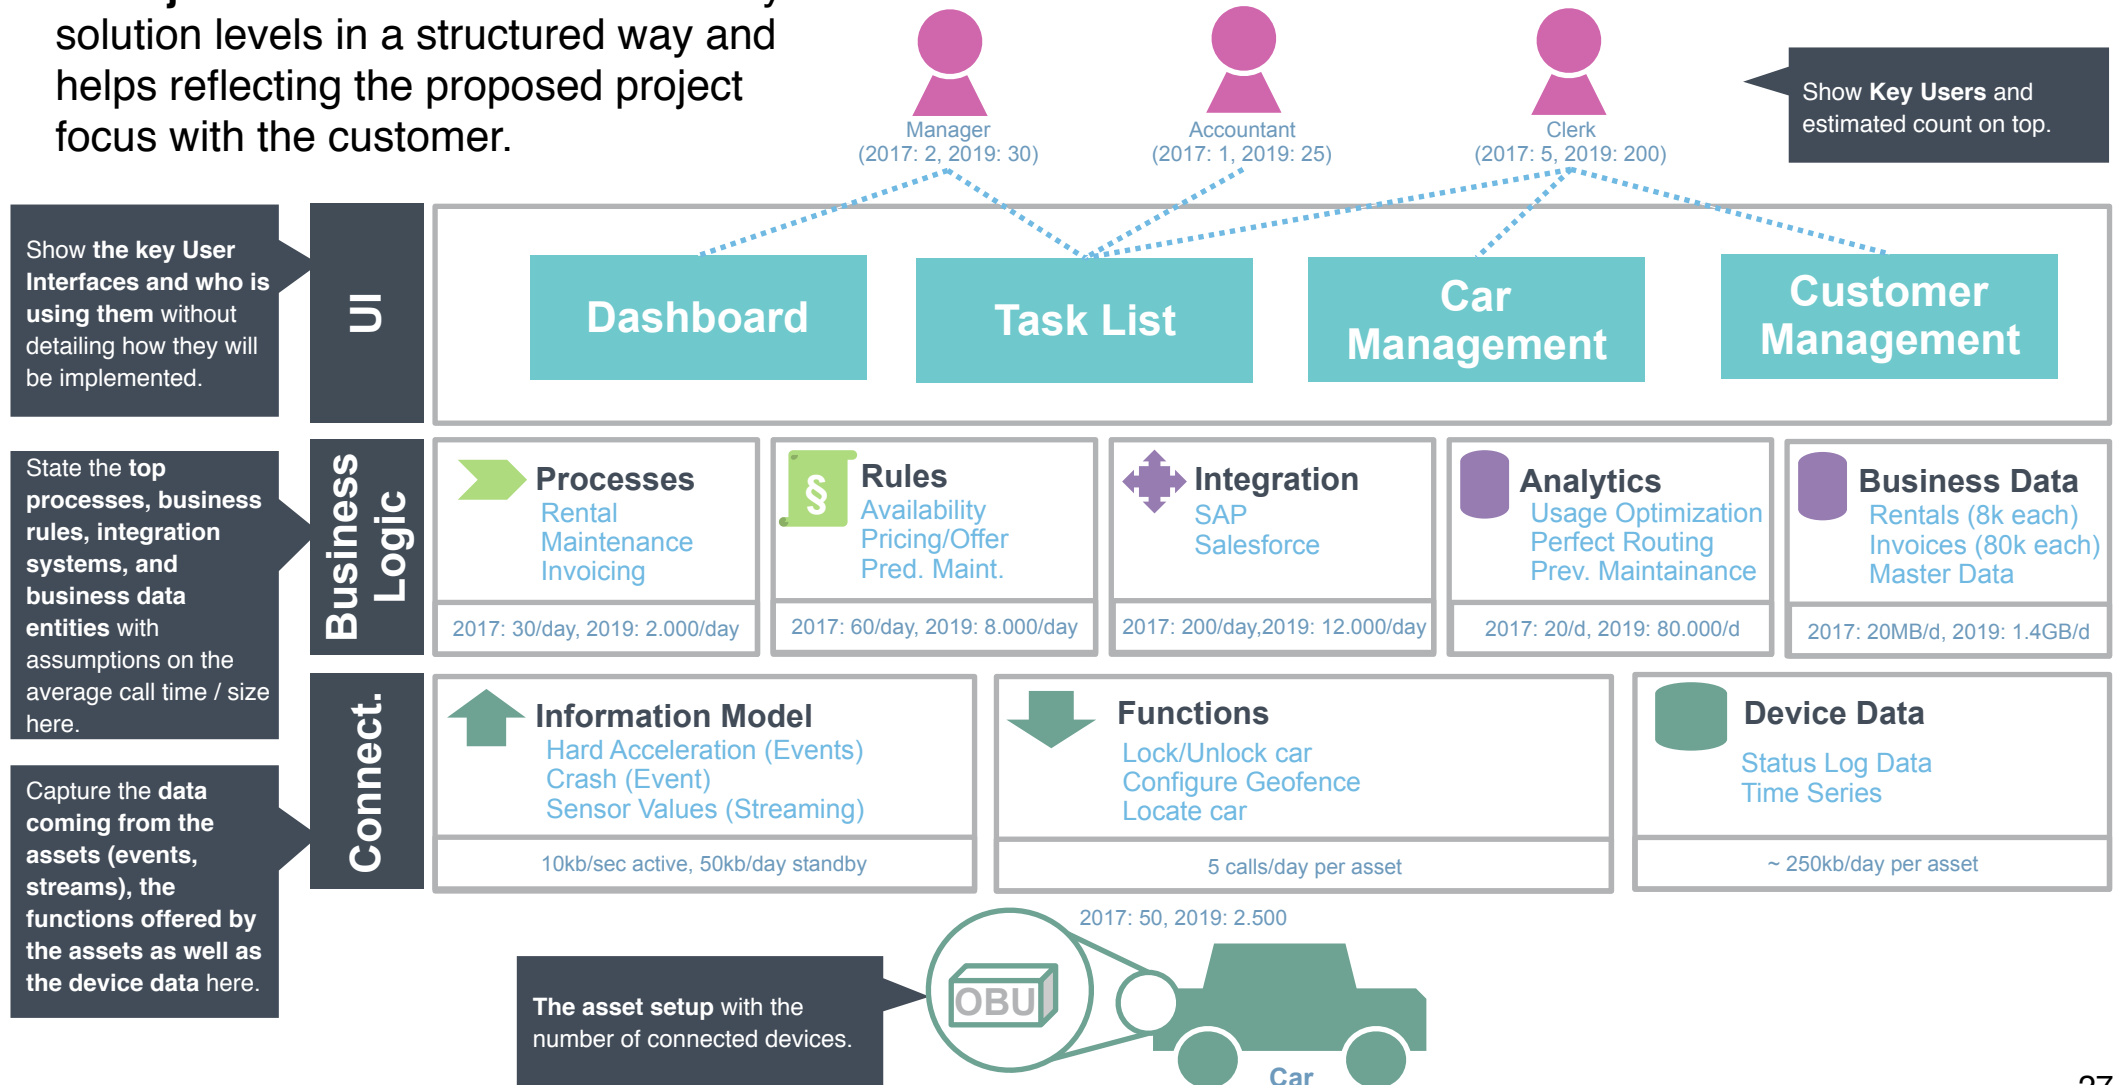 solution levels in a structured way and
helps reflecting the proposed project
focus with the customer.
Manager
(2017: 2, 2019: 30)
Accountant
(2017: 1, 2019: 25)
Clerk
(2017: 5, 2019: 200)
Show Key Users and
estimated count on top.
Show the key User
Interfaces and who is
using them without
detailing how they will
be implemented.
UI
Dashboard
Task List
Car
Management
Customer
Management
State the top
processes, business
rules, integration
systems, and
business data
entities with
assumptions on the
average call time / size
here.
Business
Logic
Processes
Rental
Maintenance
Invoicing
2017: 30/day, 2019: 2.000/day
§
Rules
Availability
Pricing/Offer
Pred. Maint.
2017: 60/day, 2019: 8.000/day
Integration
SAP
Salesforce
2017: 200/day,2019: 12.000/day
Analytics
Usage Optimization
Perfect Routing
Prev. Maintainance
2017: 20/d, 2019: 80.000/d
Business Data
Rentals (8k each)
Invoices (80k each)
Master Data
2017: 20MB/d, 2019: 1.4GB/d
Capture the data
coming from the
assets (events,
streams), the
functions offered by
the assets as well as
the device data here.
Connect.
Information Model
Hard Acceleration (Events)
Crash (Event)
Sensor Values (Streaming)
10kb/sec active, 50kb/day standby
Functions
Lock/Unlock car
Configure Geofence
Locate car
5 calls/day per asset
Device Data
Status Log Data
Time Series
~ 250kb/day per asset
2017: 50, 2019: 2.500
The asset setup with the
number of connected devices.
OBU
Car